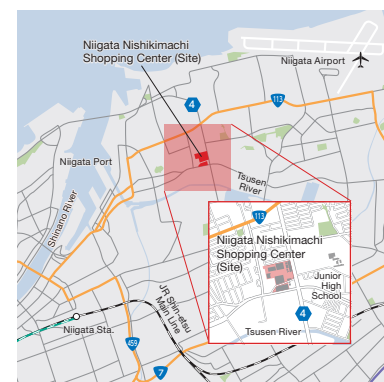 Niigata Nishikimachi
Shopping Center (Site)
Niigata Airport
4
113
Niigata Port
Tsusen
River
Shinano River
113
Niigata Nishikimachi
Shopping Center
(Site)
Junior
High
School
4
Tsusen River
JR Shin-etsu
Main Line
Niigata Sta.
459
7